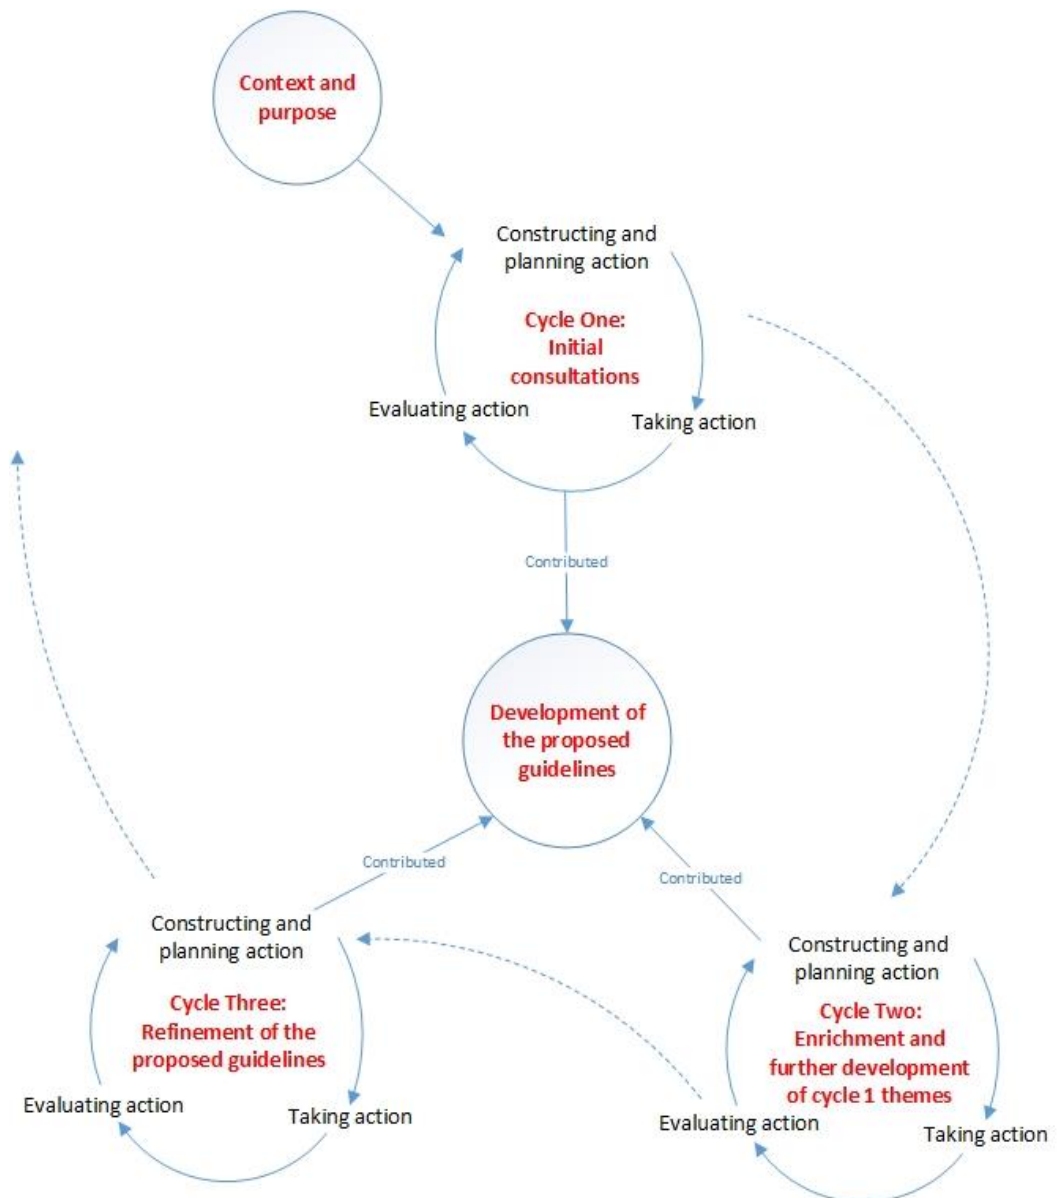 Context and
purpose
Constructing and
planning action
Cycle One:
Initial
consultations
Evaluating action
Taking action
Contributed
Development of
the proposed
guidelines
Contributed
Contributed
Constructing and
planning action
Cycle Three:
Refinement of the
proposed guidelines
Evaluating action
Taking action
Constructing and
planning action
Cycle Two:
Enrichment and
further development
of cycle 1 themes
Evaluating action
Taking action